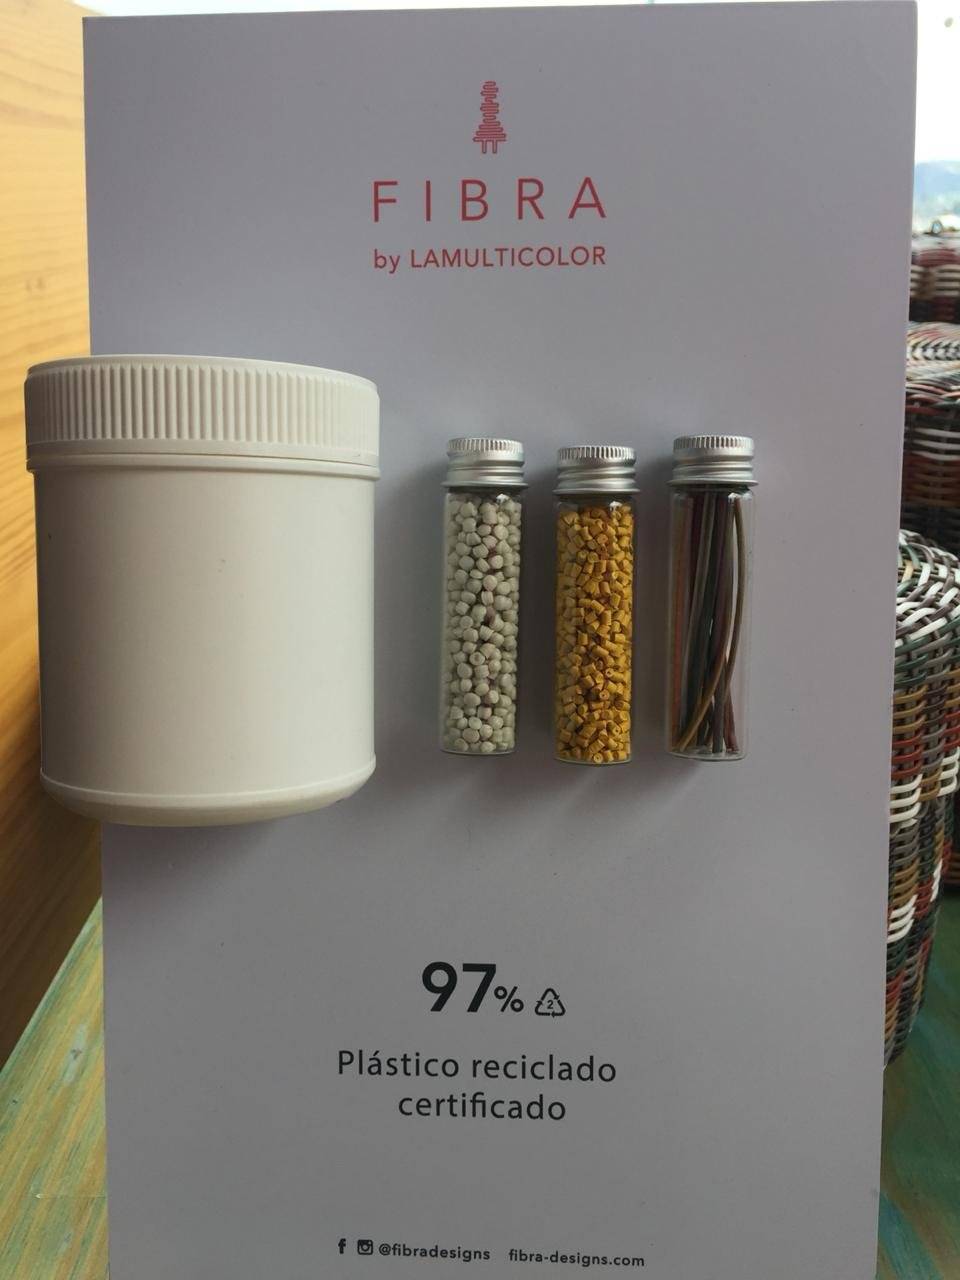 FIBRA
by LAMULTICOLOR
97% 2
Plástico reciclado
certificado
f @fibradesigns fibra-designs.com